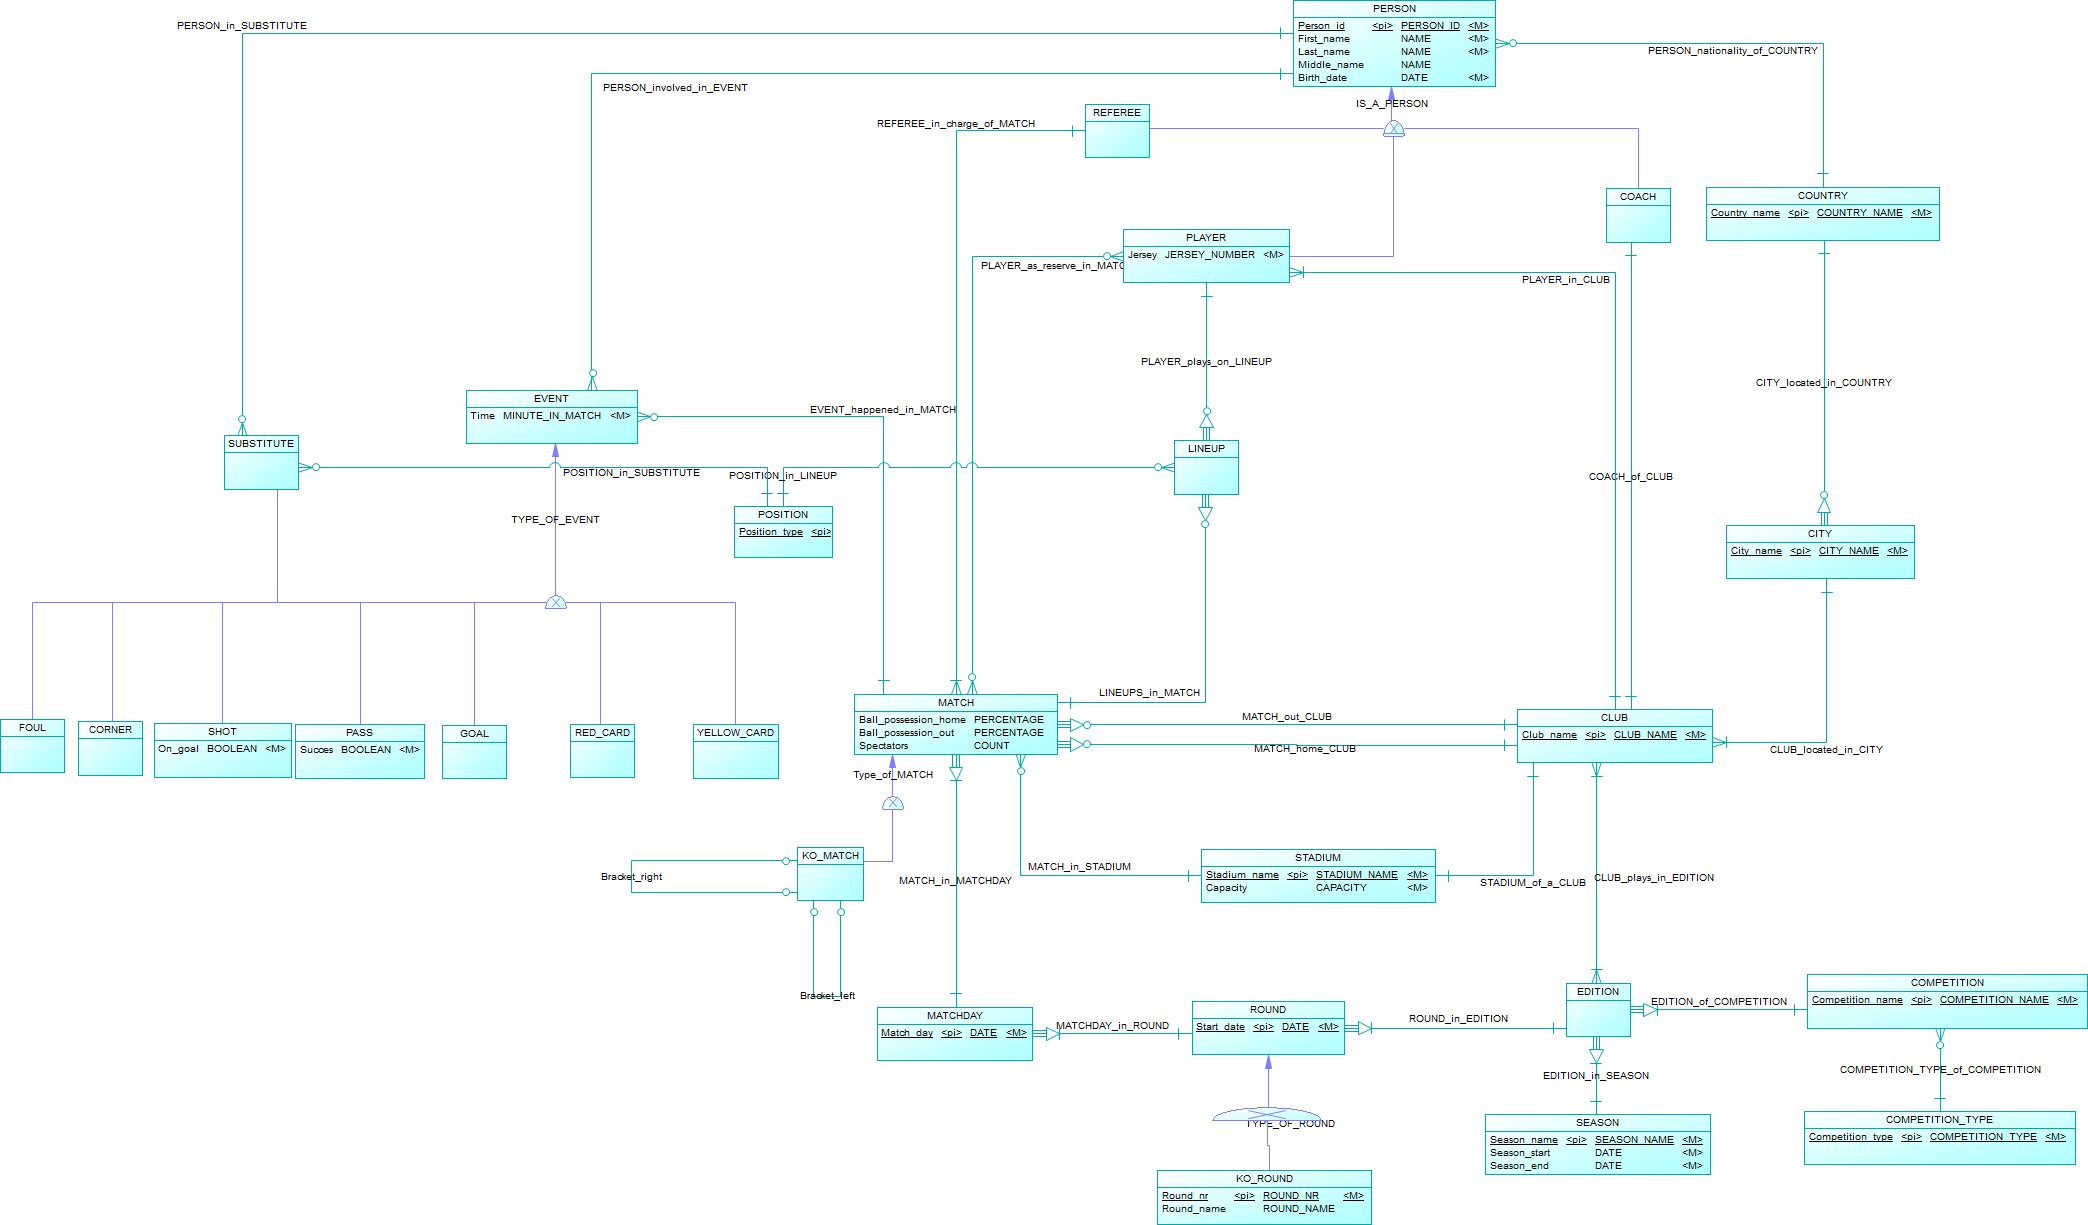 PERSON
Person_id <pi> PERSON_ID <M>
First_name NAME <M>
Last_name NAME <M>
Middle_name NAME
Birth_date DATE <M>
PERSON_in_SUBSTITUTE
PERSON_nationality_of_COUNTRY
PERSON_involved_in_EVENT
IS_A_PERSON
REFEREE
REFEREE_in_charge_of_MATCH
COACH
COUNTRY
Country_name <pi> COUNTRY_NAME <M>
PLAYER
Jersey JERSEY_NUMBER <M>
PLAYER_as_reserve_in_MATC
PLAYER_in_CLUB
PLAYER_plays_on_LINEUP
CITY_located_in_COUNTRY
EVENT
Time MINUTE_IN_MATCH <M>
EVENT_happened_in_MATCH
SUBSTITUTE
LINEUP
POSITION_in_SUBSTITUTE
POSITION_in_LINEUP
COACH_of_CLUB
POSITION
Position_type <pi>
TYPE_OF_EVENT
CITY
City_name <pi> CITY_NAME <M>
LINEUPS_in_MATCH
MATCH
Ball_possession_home PERCENTAGE
Ball_possession_out PERCENTAGE
Spectators COUNT
MATCH_out_CLUB
MATCH_home_CLUB
CLUB
Club_name <pi> CLUB_NAME <M>
CLUB_located_in_CITY
FOUL
CORNER
SHOT
On_goal BOOLEAN <M>
PASS
Succes BOOLEAN <M>
GOAL
RED_CARD
YELLOW_CARD
Type_of_MATCH
KO_MATCH
Bracket_right
Bracket_left
MATCH_in_MATCHDAY
MATCH_in_STADIUM
STADIUM
Stadium_name <pi> STADIUM_NAME <M>
Capacity CAPACITY <M>
STADIUM_of_a_CLUB
CLUB_plays_in_EDITION
MATCHDAY
Match_day <pi> DATE <M>
MATCHDAY_in_ROUND
ROUND
Start_date <pi> DATE <M>
ROUND_in_EDITION
EDITION
EDITION_of_COMPETITION
COMPETITION
Competition_name <pi> COMPETITION_NAME <M>
EDITION_in_SEASON
COMPETITION_TYPE_of_COMPETITION
TYPE_OF_ROUND
SEASON
Season_name <pi> SEASON_NAME <M>
Season_start DATE <M>
Season_end DATE <M>
COMPETITION_TYPE
Competition_type <pi> COMPETITION_TYPE <M>
KO_ROUND
Round_nr <pi> ROUND_NR <M>
Round_name ROUND_NAME